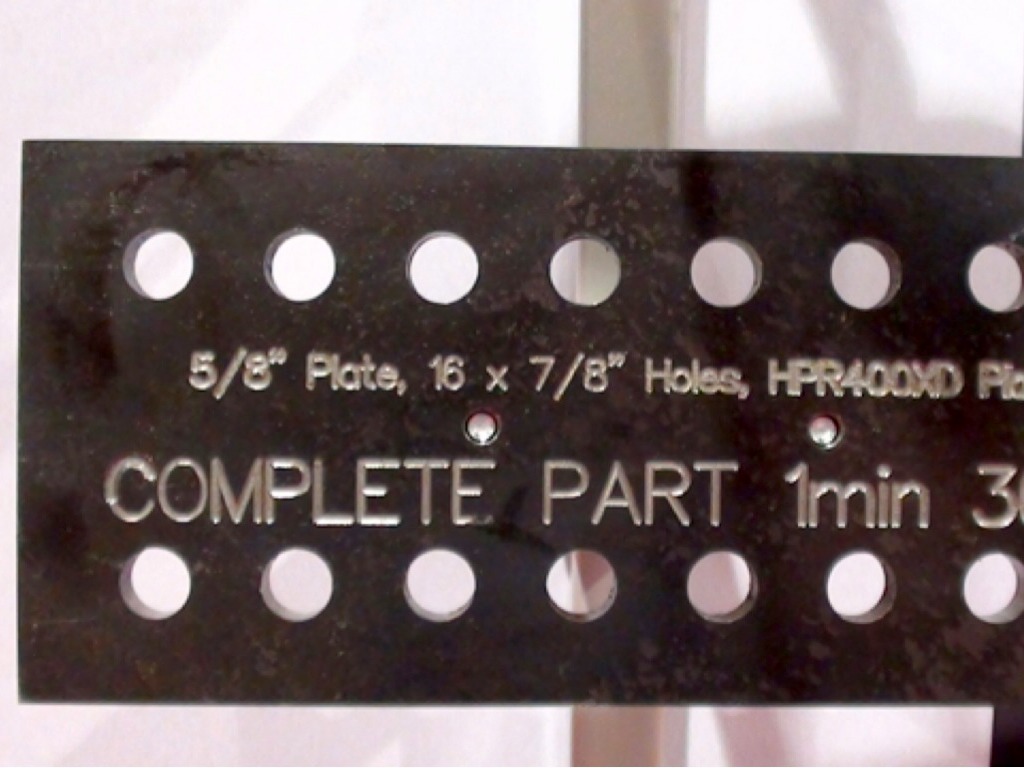 5/8” Plate, 16 x 7/8” Holes, HPR400XD
COMPLETE PART 1min